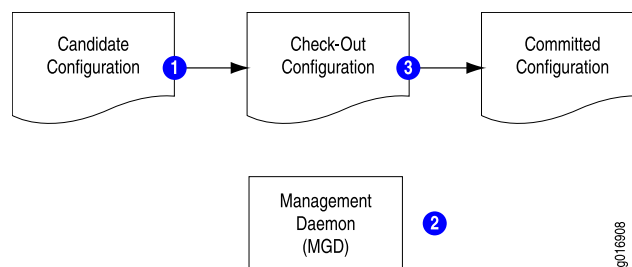 Candidate
Configuration
1
Check-Out
Configuration
3
Committed
Configuration
Management
Daemon
(MGD)
2
g016908